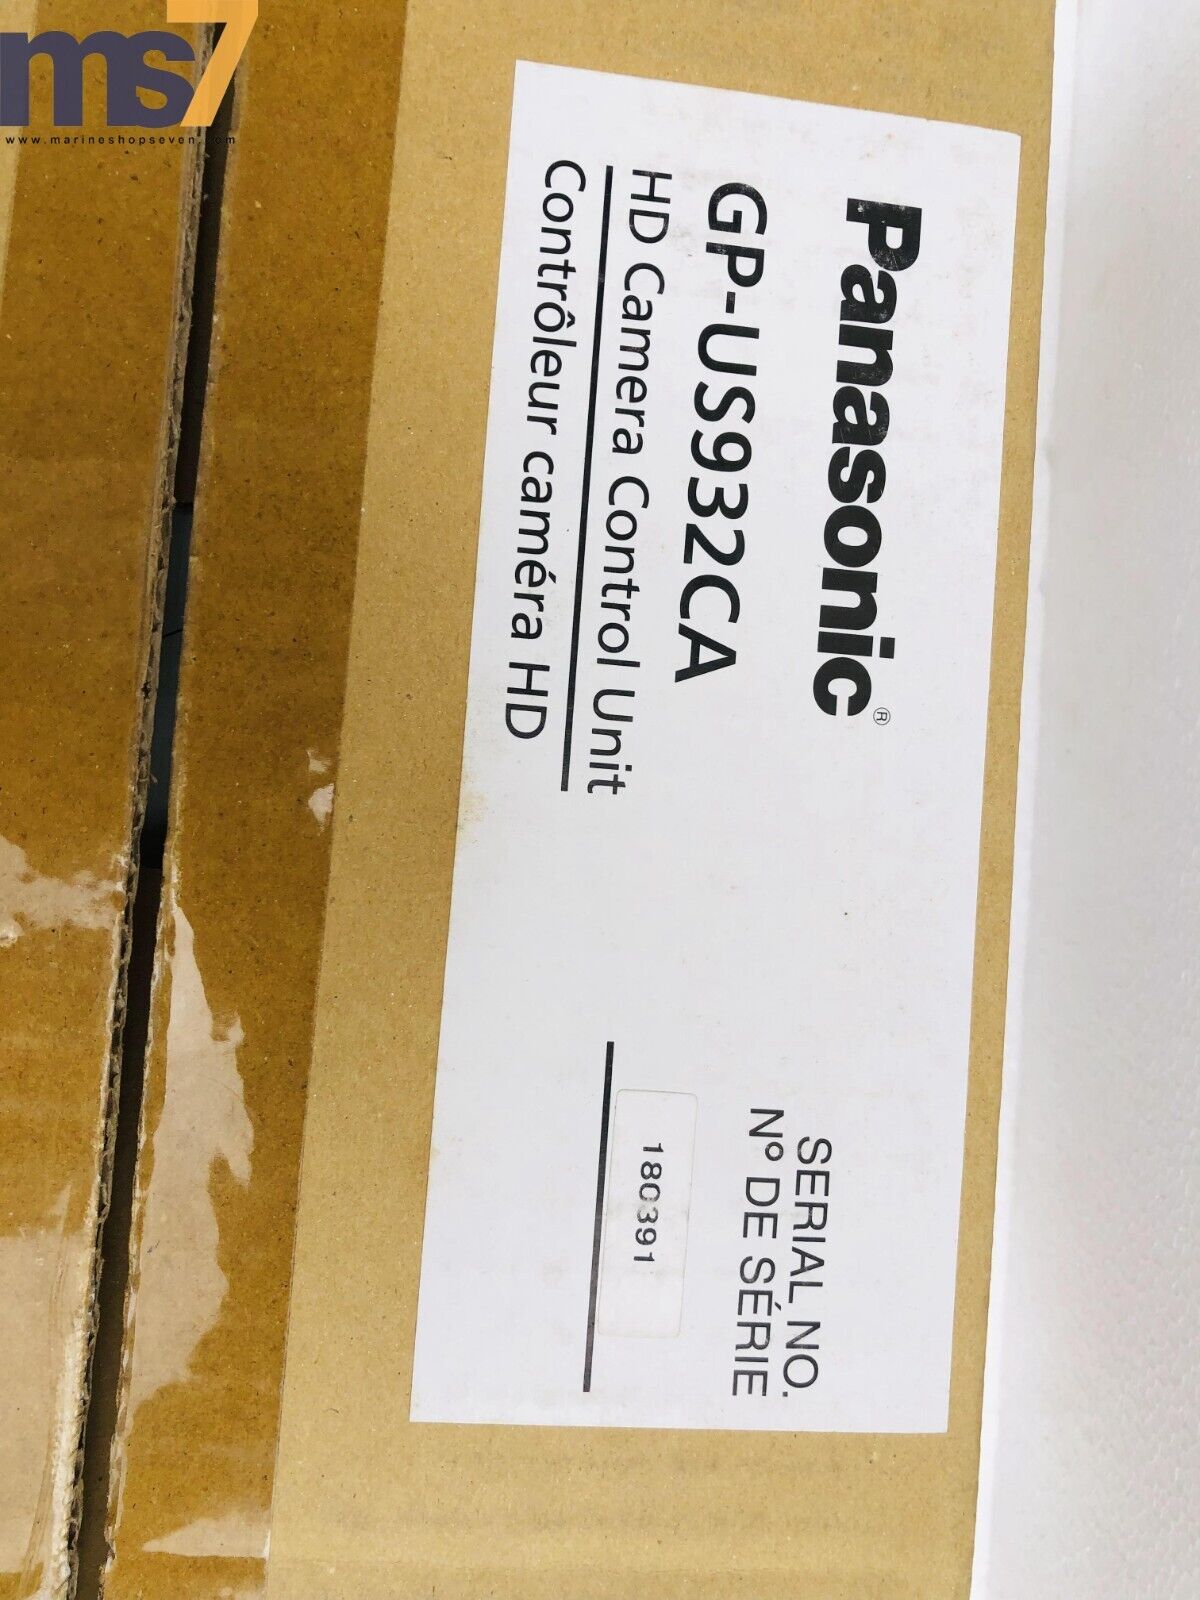 ms7
www.marineshopseven.com
Panasonic®
GP-US932CA
HD Camera Control Unit
Contrôleur caméra HD
SERIAL NO.
Nº DE SÉRIE
180391